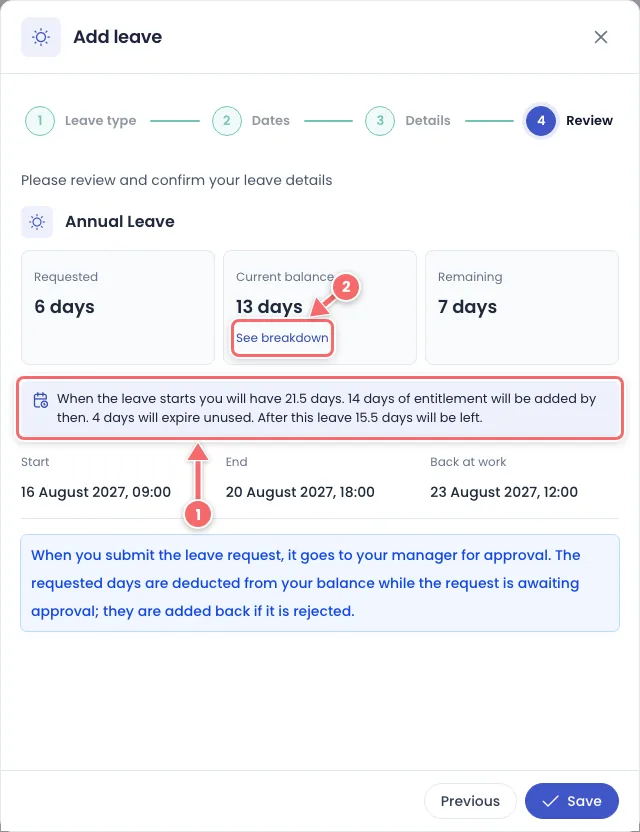 Add leave
1 Leave type 2 Dates 3 Details 4 Review
Please review and confirm your leave details
Annual Leave
Requested
6 days
Current balance
13 days
2
See breakdown
Remaining
7 days
When the leave starts you will have 21.5 days. 14 days of entitlement will be added by
then. 4 days will expire unused. After this leave 15.5 days will be left.
Start
16 August 2027, 09:00
End
20 August 2027, 18:00
Back at work
23 August 2027, 12:00
1
When you submit the leave request, it goes to your manager for approval. The
requested days are deducted from your balance while the request is awaiting
approval; they are added back if it is rejected.
Previous
Save